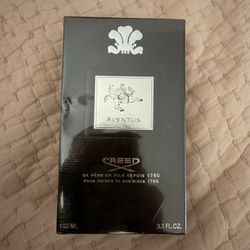 AVENTUS
CREED
DE PÈRE EN FILS DEPUIS 1760
FROM FATHER TO SON SINCE 1760
100 ML. 3.3 FL.OZ.